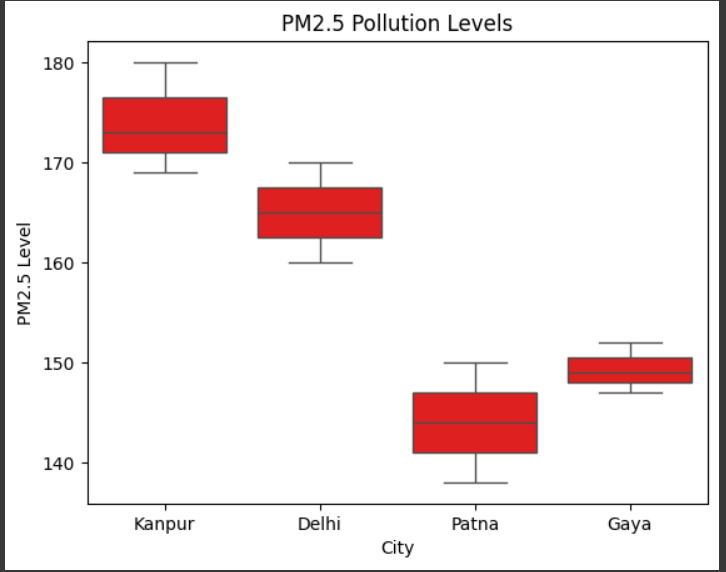 PM2.5 Pollution Levels
180
170
160
150
140
PM2.5 Level
Kanpur Delhi Patna Gaya
City